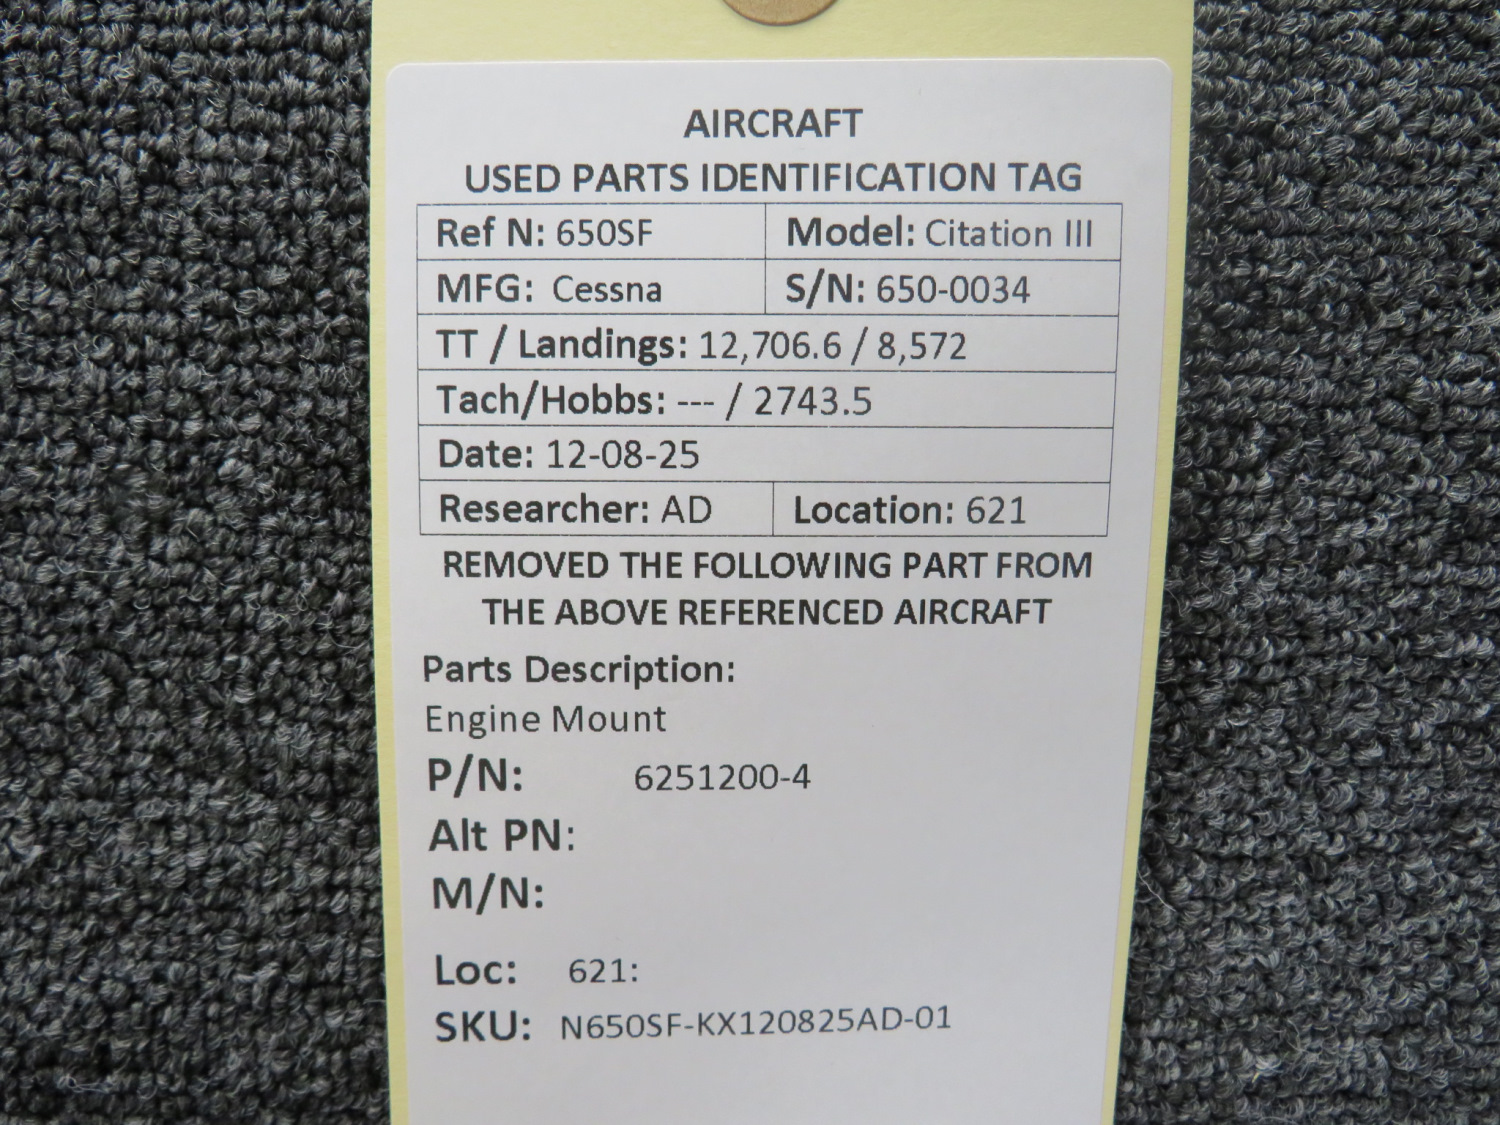 AIRCRAFT
USED PARTS IDENTIFICATION TAG
Ref N: 650SF Model: Citation III
MFG: Cessna S/N: 650-0034
TT / Landings: 12,706.6 / 8,572
Tach/Hobbs: --- / 2743.5
Date: 12-08-25
Researcher: AD Location: 621
REMOVED THE FOLLOWING PART FROM
THE ABOVE REFERENCED AIRCRAFT
Parts Description:
Engine Mount
P/N: 6251200-4
Alt PN:
M/N:
Loc: 621:
SKU: N650SF-KX120825AD-01